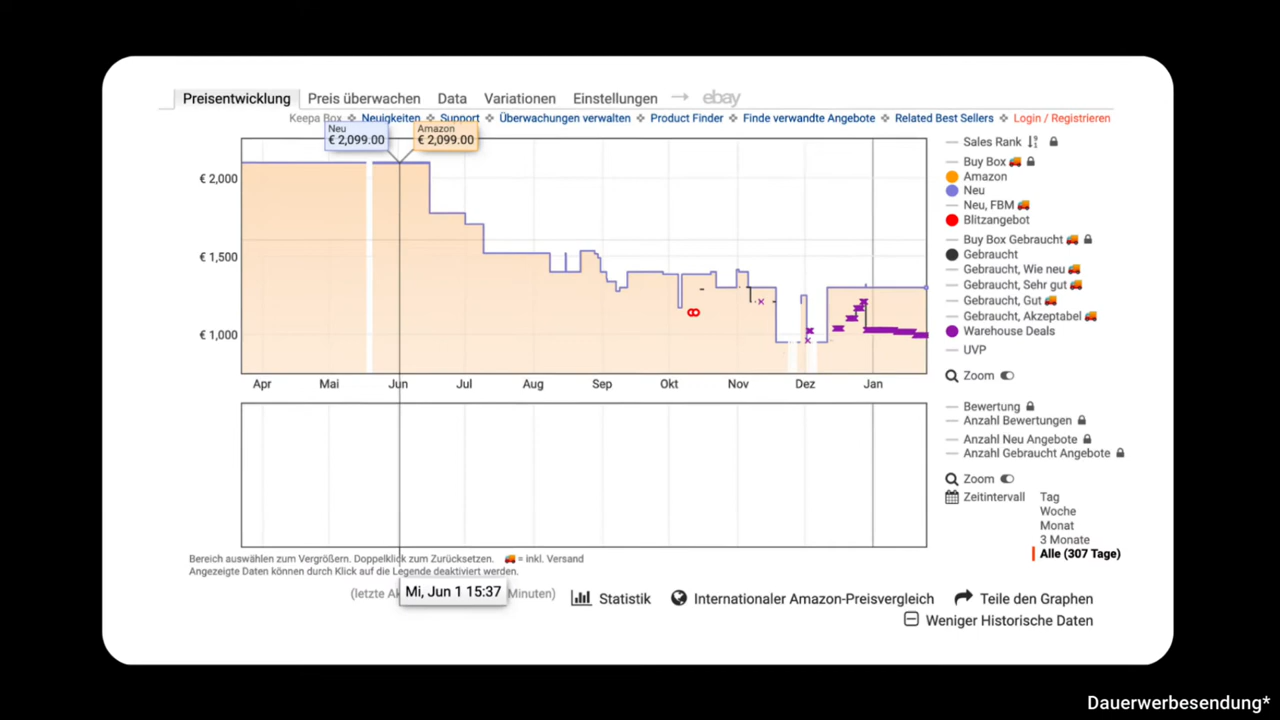 Preisentwicklung Preis überwachen Data Variationen Einstellungen ebay
Keepa Box Neuigkeiten Support Überwachungen verwalten Product Finder Finde verwandte Angebote Related Best Sellers Login / Registrieren
Neu
€ 2,099.00
Amazon
€ 2,099.00
€ 2,000
€ 1,500
€ 1,000
Apr Mai Jun Jul Aug Sep Okt Nov Dez Jan
Sales Rank
Buy Box
Amazon
Neu
Neu, FBM
Blitzangebot
Buy Box Gebraucht
Gebraucht
Gebraucht, Wie neu
Gebraucht, Sehr gut
Gebraucht, Gut
Gebraucht, Akzeptabel
Warehouse Deals
UVP
Zoom
Bewertung
Anzahl Bewertungen
Anzahl Neu Angebote
Anzahl Gebraucht Angebote
Zoom
Zeitintervall
Tag
Woche
Monat
3 Monate
Alle (307 Tage)
Bereich auswählen zum Vergrößern. Doppelklick zum Zurücksetzen. = inkl. Versand
Angezeigte Daten können durch Klick auf die Legende deaktiviert werden.
(letzte Mi, Jun 1 15:37 Minuten)
Statistik Internationaler Amazon-Preisvergleich Teile den Graphen
Weniger Historische Daten
Dauerwerbesendung*